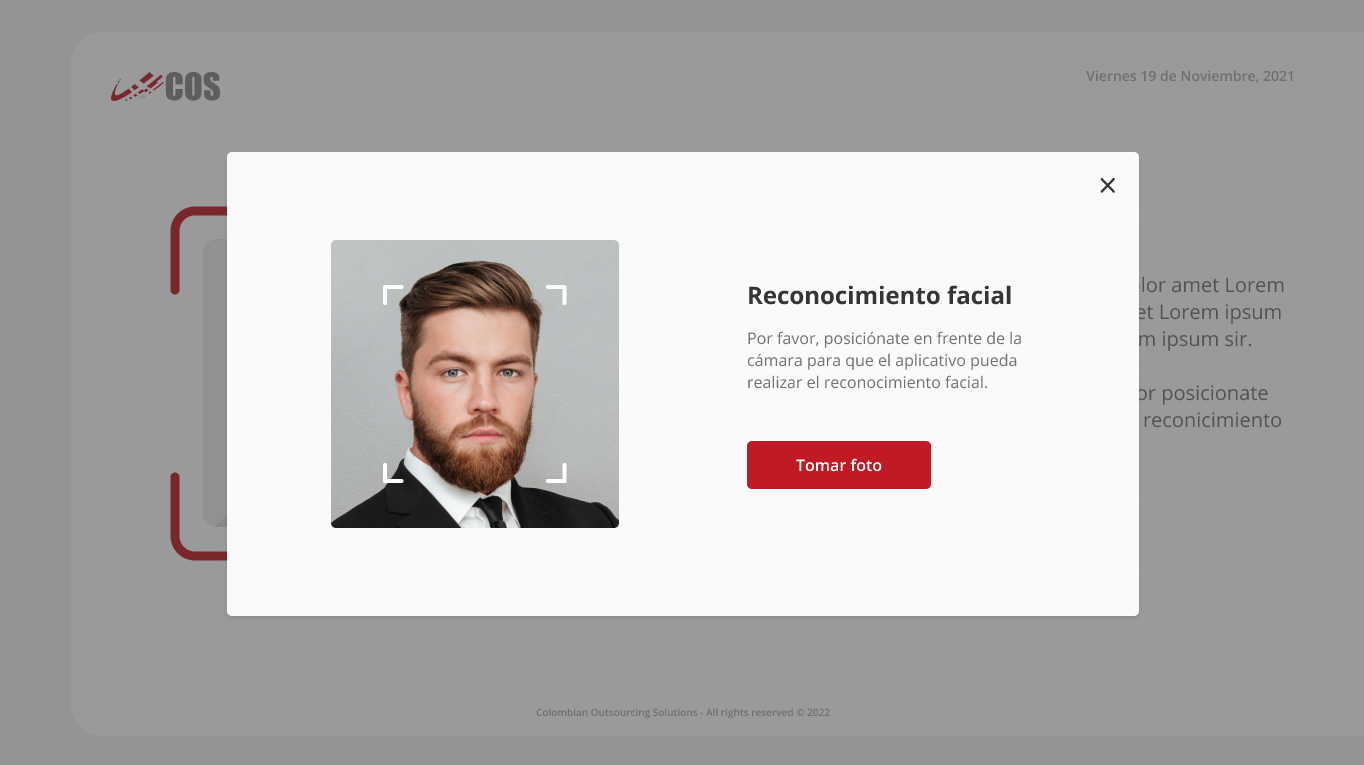 COS
Viernes 19 de Noviembre, 2021
Reconocimiento facial
Por favor, posiciónate en frente de la
cámara para que el aplicativo pueda
realizar el reconocimiento facial.
Tomar foto
amet Lorem
et Lorem ipsum
ipsum sir.
posicionate
reconicimiento
Colombian Outsourcing Solutions - All rights reserved © 2022